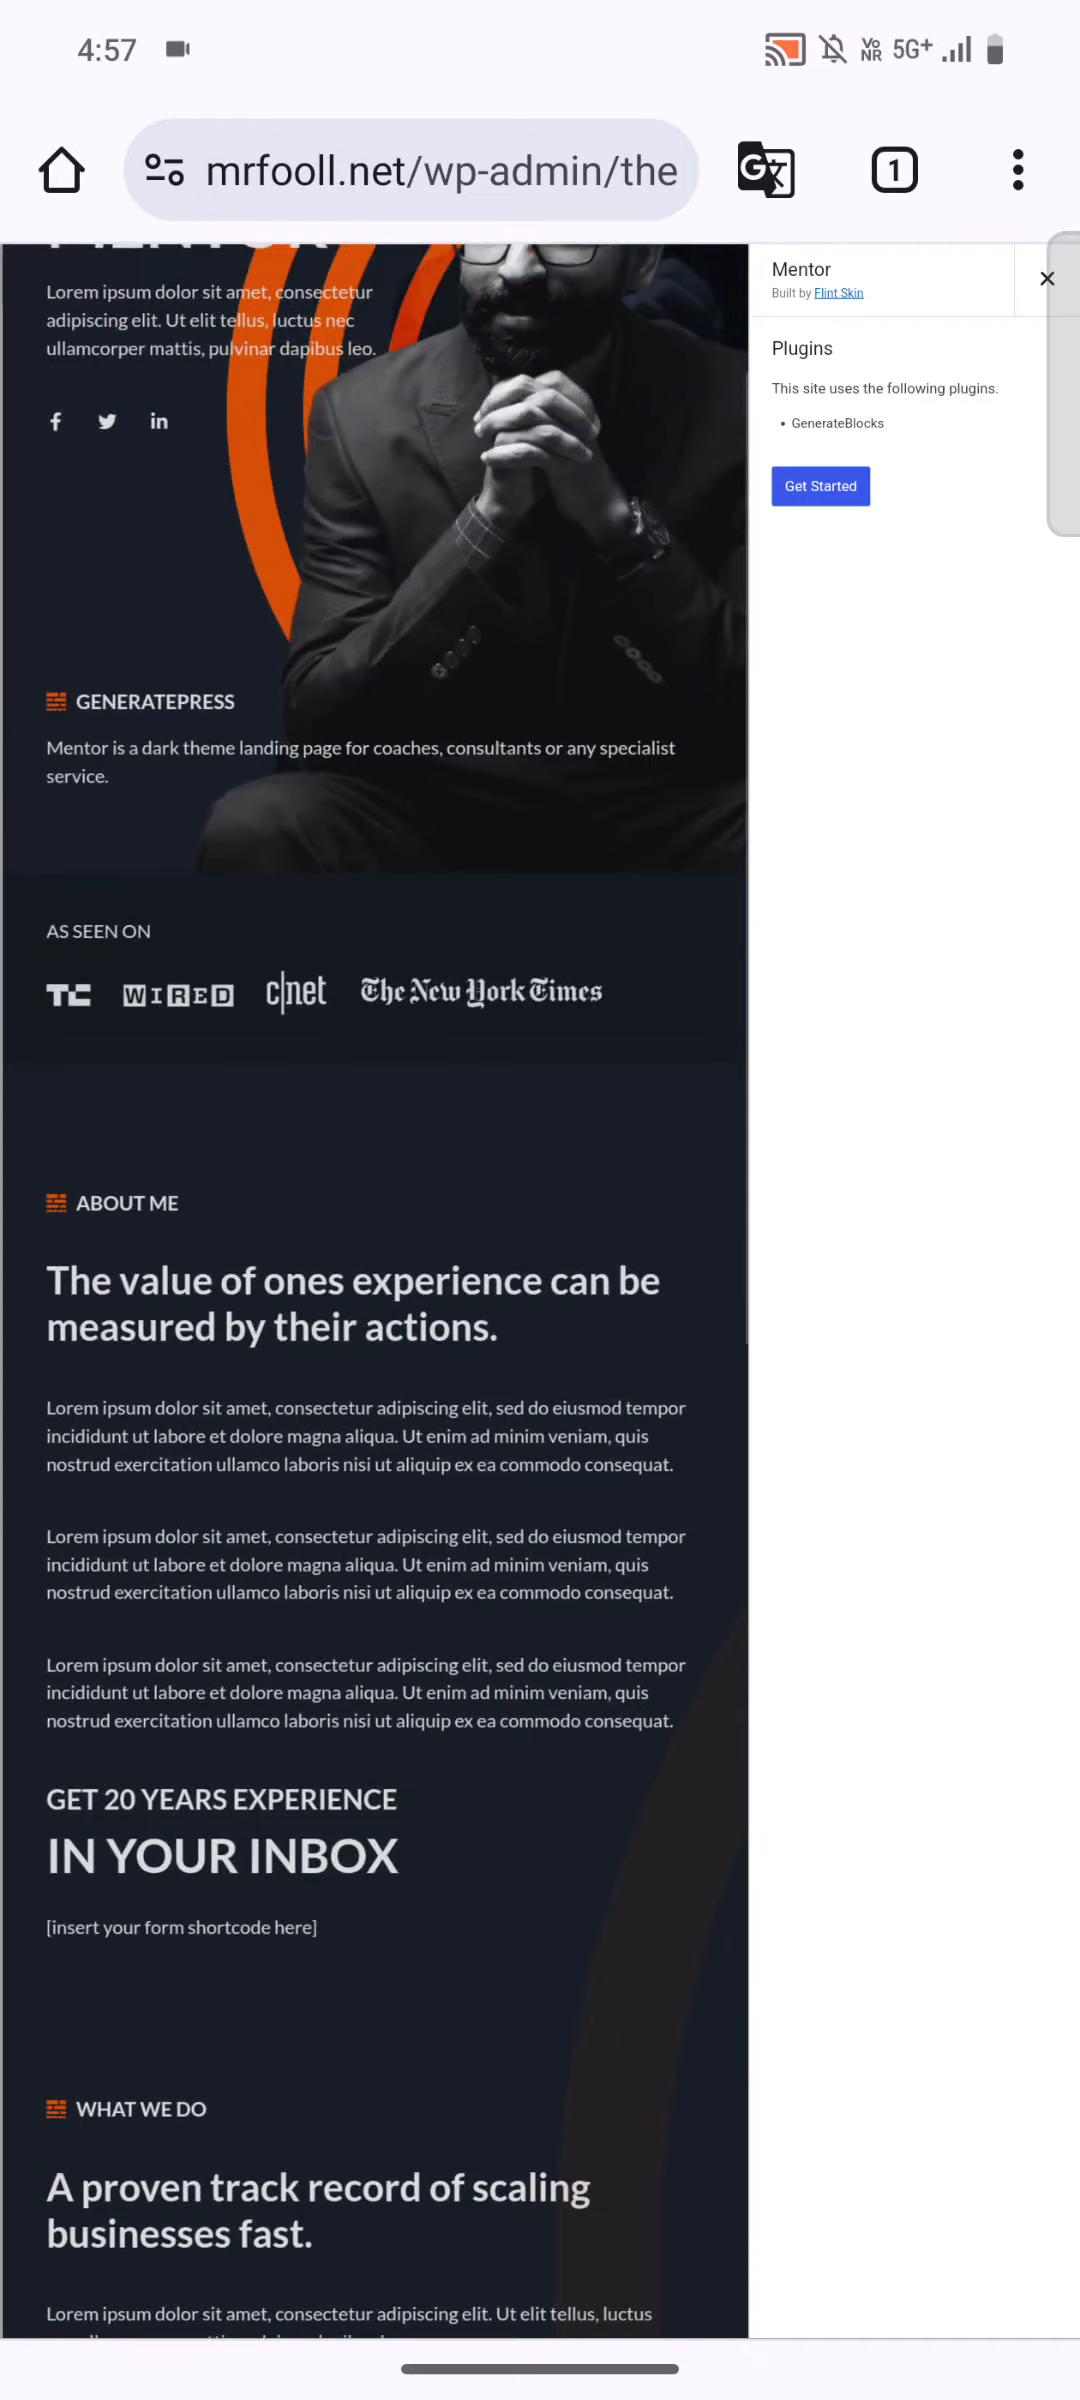 4:57
Vo NR 5G+
mrfooll.net/wp-admin/the
1
Lorem ipsum dolor sit amet, consectetur
adipiscing elit. Ut elit tellus, luctus nec
ullamcorper mattis, pulvinar dapibus leo.
GENERATEPRESS
Mentor is a dark theme landing page for coaches, consultants or any specialist
service.
AS SEEN ON
TC WIRED c|net The New York Times
ABOUT ME
The value of ones experience can be
measured by their actions.
Lorem ipsum dolor sit amet, consectetur adipiscing elit, sed do eiusmod tempor
incididunt ut labore et dolore magna aliqua. Ut enim ad minim veniam, quis
nostrud exercitation ullamco laboris nisi ut aliquip ex ea commodo consequat.
Lorem ipsum dolor sit amet, consectetur adipiscing elit, sed do eiusmod tempor
incididunt ut labore et dolore magna aliqua. Ut enim ad minim veniam, quis
nostrud exercitation ullamco laboris nisi ut aliquip ex ea commodo consequat.
Lorem ipsum dolor sit amet, consectetur adipiscing elit, sed do eiusmod tempor
incididunt ut labore et dolore magna aliqua. Ut enim ad minim veniam, quis
nostrud exercitation ullamco laboris nisi ut aliquip ex ea commodo consequat.
GET 20 YEARS EXPERIENCE
IN YOUR INBOX
[insert your form shortcode here]
WHAT WE DO
A proven track record of scaling
businesses fast.
Lorem ipsum dolor sit amet, consectetur adipiscing elit. Ut elit tellus, luctus
Mentor
Built by Flint Skin
Plugins
This site uses the following plugins.
• GenerateBlocks
Get Started